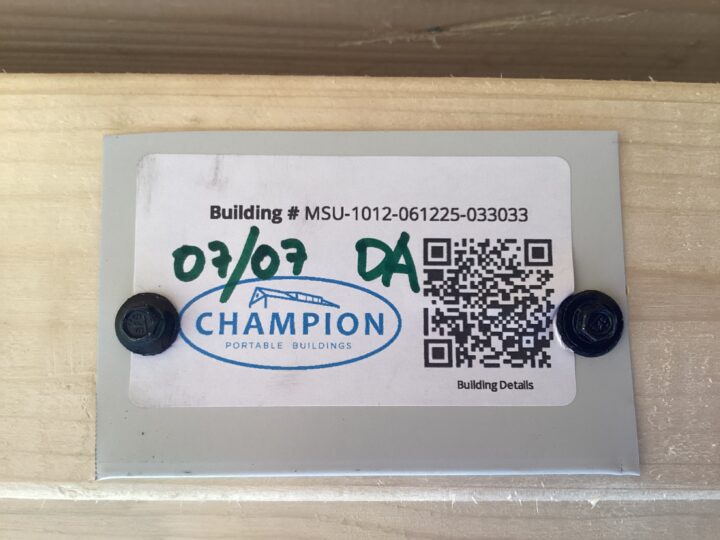 Building # MSU-1012-061225-033033
07/07 DA
CHAMPION
PORTABLE BUILDINGS
Building Details